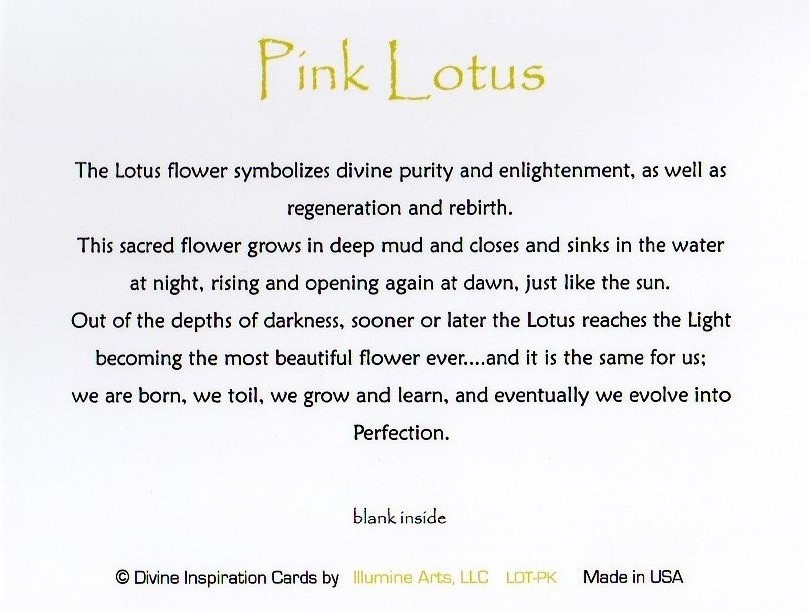 Pink Lotus
The Lotus flower symbolizes divine purity and enlightenment, as well as
regeneration and rebirth.
This sacred flower grows in deep mud and closes and sinks in the water
at night, rising and opening again at dawn, just like the sun.
Out of the depths of darkness, sooner or later the Lotus reaches the Light
becoming the most beautiful flower ever....and it is the same for us;
we are born, we toil, we grow and learn, and eventually we evolve into
Perfection.
blank inside
© Divine Inspiration Cards by Illumine Arts, LLC LOT-PK Made in USA